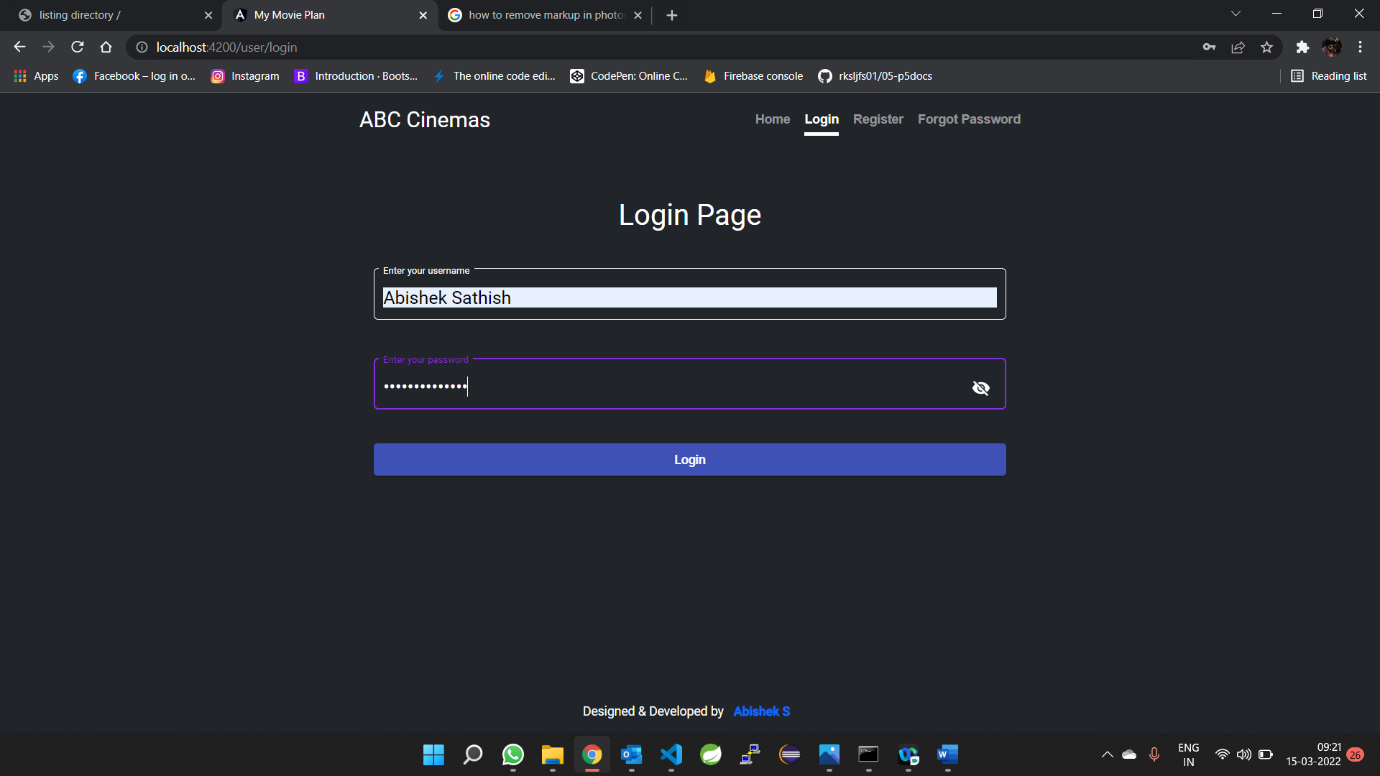 listing directory /
My Movie Plan
how to remove markup in photo
localhost:4200/user/login
Apps
Facebook – log in o...
Instagram
Introduction · Boots...
The online code edi...
CodePen: Online C...
Firebase console
rksljfs01/05-p5docs
Reading list
ABC Cinemas
Home
Login
Register
Forgot Password
Login Page
Enter your username
Abishek Sathish
Enter your password
••••••••••••••
Login
Designed & Developed by Abishek S
ENG
IN
09:21
15-03-2022
26